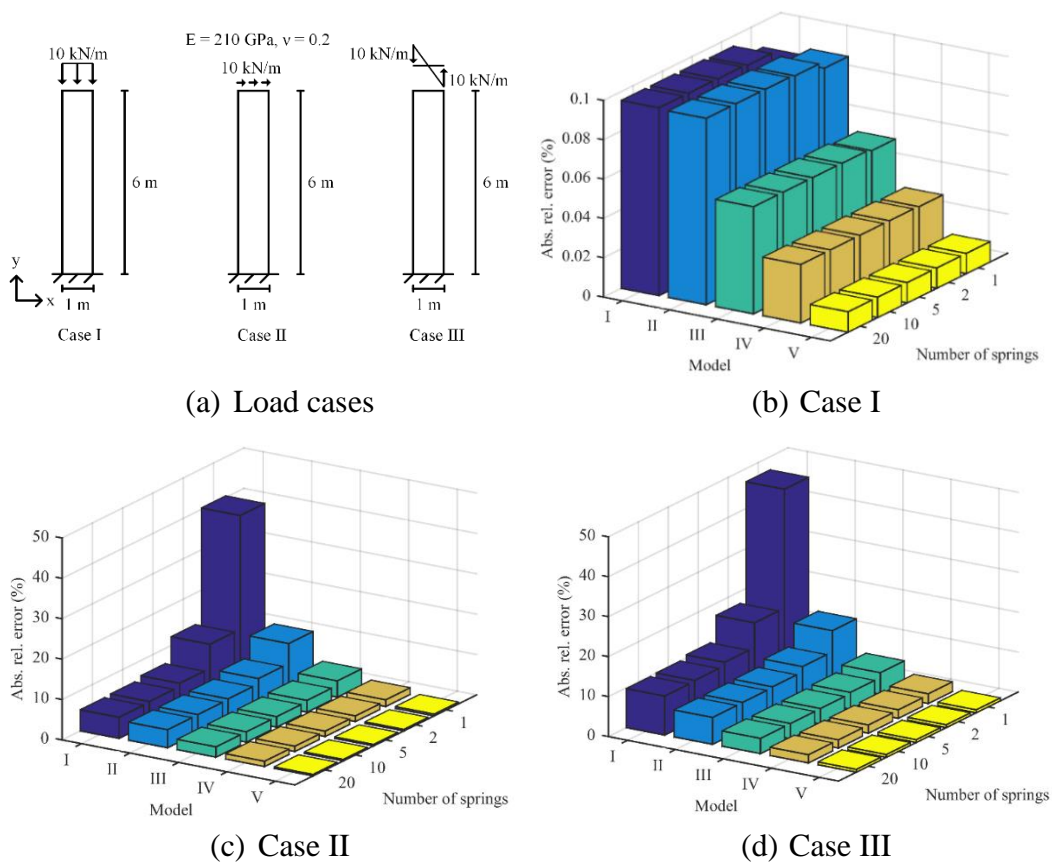 E = 210 GPa, ν = 0.2
10 kN/m
6 m
1 m
Case I
y
x
10 kN/m
6 m
1 m
Case II
10 kN/m
10 kN/m
6 m
1 m
Case III
(a) Load cases
Abs. rel. error (%)
0.1
0.08
0.06
0.04
0.02
0
I
II
III
IV
V
Model
20
10
5
2
1
Number of springs
(b) Case I
Abs. rel. error (%)
50
40
30
20
10
0
I
II
III
IV
V
Model
20
10
5
2
1
Number of springs
(c) Case II
Abs. rel. error (%)
50
40
30
20
10
0
I
II
III
IV
V
Model
20
10
5
2
1
Number of springs
(d) Case III